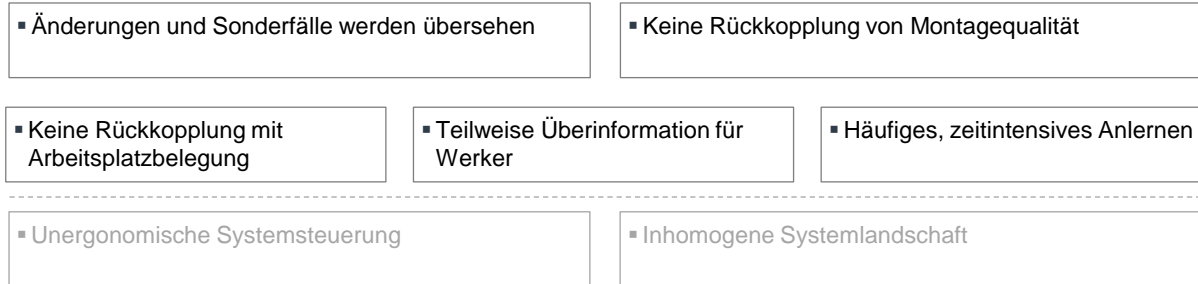 ▪ Änderungen und Sonderfälle werden übersehen
▪ Keine Rückkopplung von Montagequalität
▪ Keine Rückkopplung mit
Arbeitsplatzbelegung
▪ Teilweise Überinformation für
Werker
▪ Häufiges, zeitintensives Anlernen
▪ Unergonomische Systemsteuerung
▪ Inhomogene Systemlandschaft